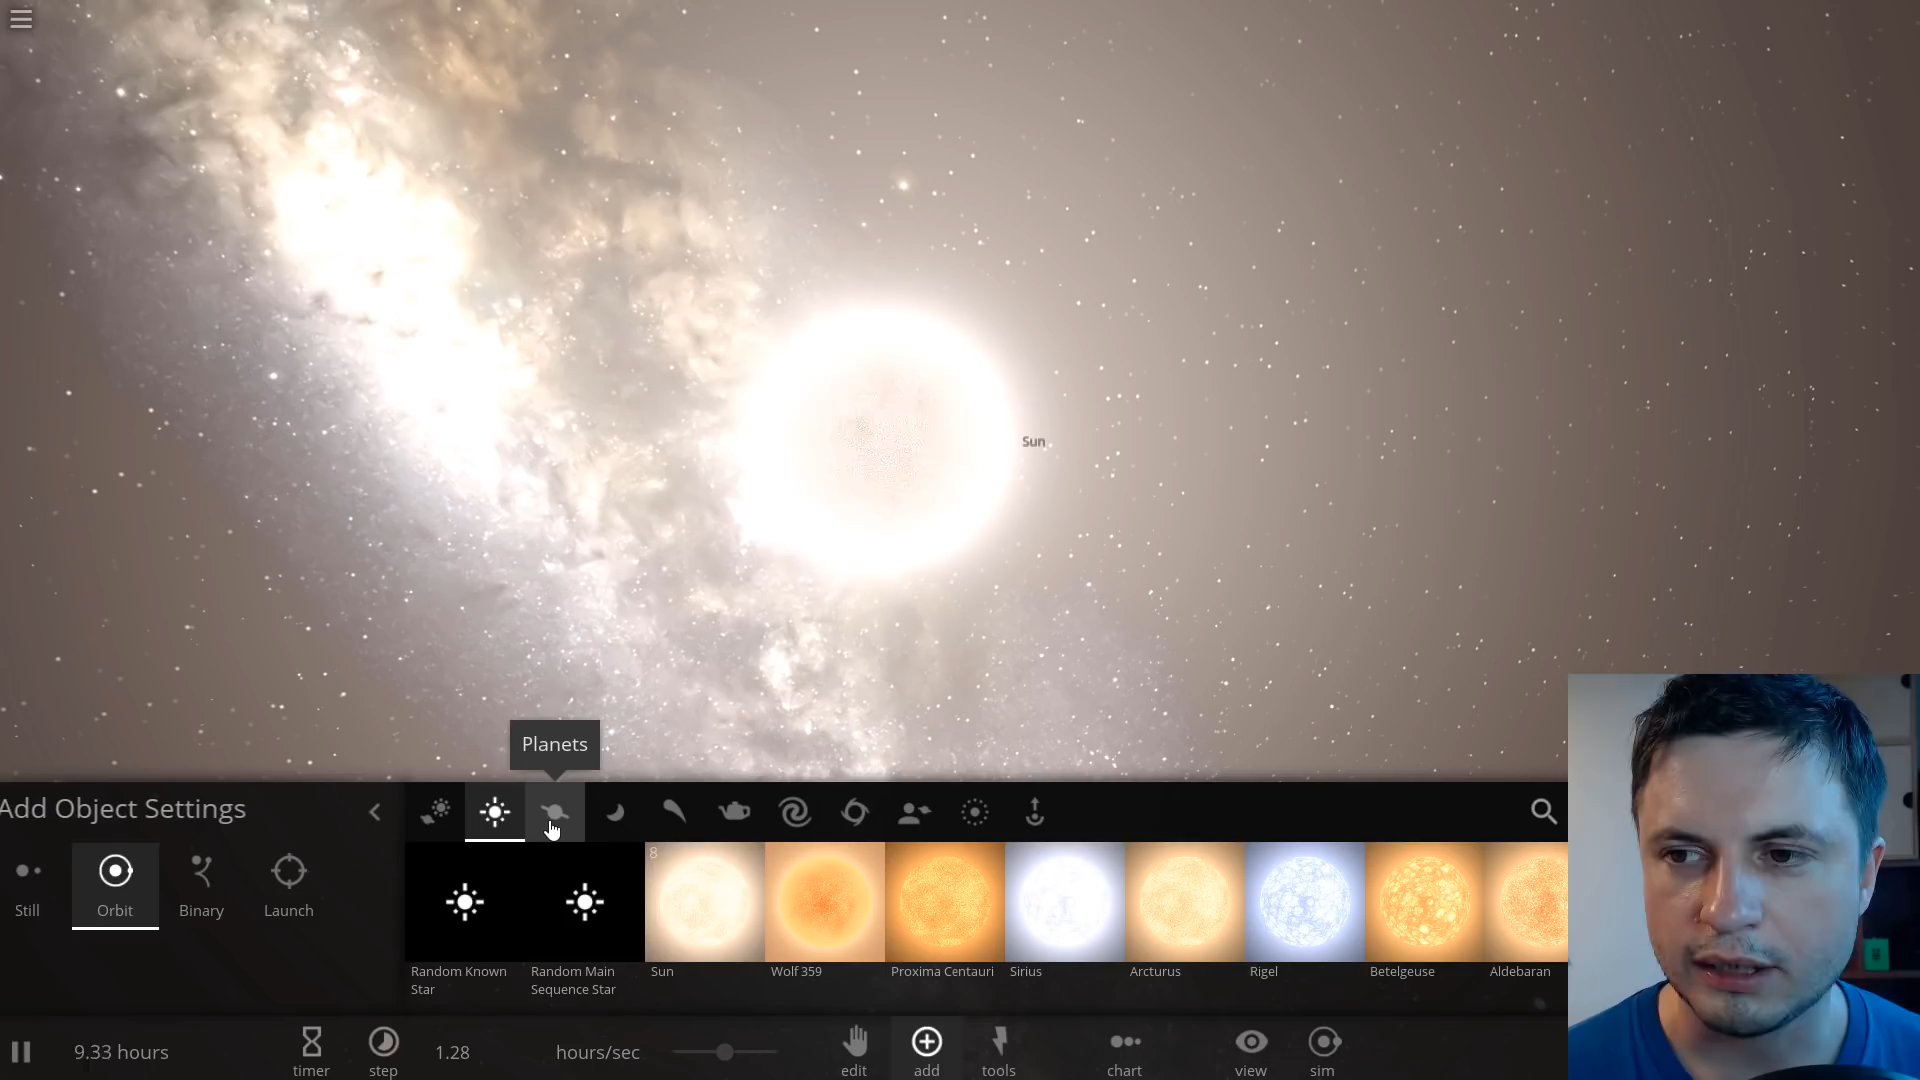 Sun
Planets
Add Object Settings
Still
Orbit
Binary
Launch
8
Random Known
Star
Random Main
Sequence Star
Sun
Wolf 359
Proxima Centauri
Sirius
Arcturus
Rigel
Betelgeuse
Aldebaran
9.33 hours
timer
step
1.28
hours/sec
edit
add
tools
chart
view
sim